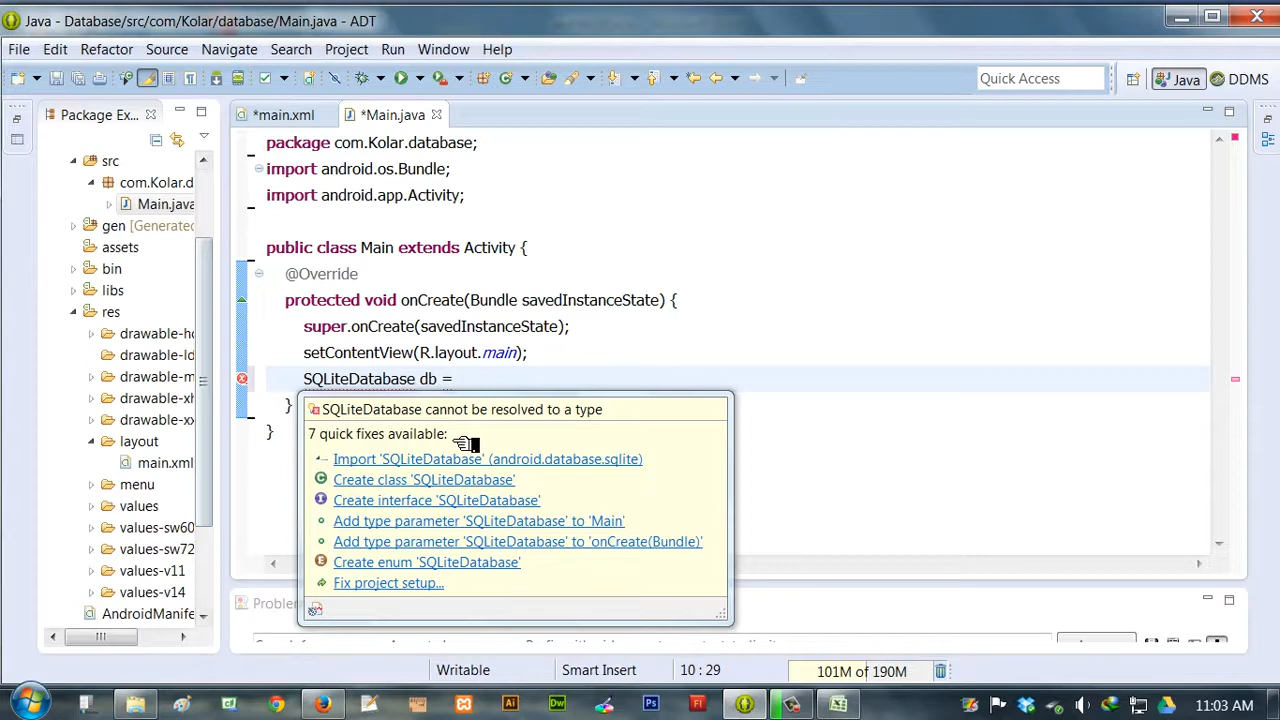 Java - Database/src/com/Kolar/database/Main.java - ADT
File Edit Refactor Source Navigate Search Project Run Window Help
Quick Access
Java
DDMS
Package Ex...
*main.xml
*Main.java
src
com.Kolar.d
Main.java
gen [Generated
assets
bin
libs
res
drawable-hd
drawable-ld
drawable-m
drawable-xh
drawable-xx
layout
main.xml
menu
values
values-sw60
values-sw72
values-v11
values-v14
AndroidManife
package com.Kolar.database;
import android.os.Bundle;
import android.app.Activity;
public class Main extends Activity {
@Override
protected void onCreate(Bundle savedInstanceState) {
super.onCreate(savedInstanceState);
setContentView(R.layout.main);
SQLiteDatabase db =
}
}
SQLiteDatabase cannot be resolved to a type
7 quick fixes available:
Import 'SQLiteDatabase' (android.database.sqlite)
Create class 'SQLiteDatabase'
Create interface 'SQLiteDatabase'
Add type parameter 'SQLiteDatabase' to 'Main'
Add type parameter 'SQLiteDatabase' to 'onCreate(Bundle)'
Create enum 'SQLiteDatabase'
Fix project setup...
Problem
Writable
Smart Insert
10 : 29
101M of 190M
Ai
Dw
Ps
Fl
11:03 AM